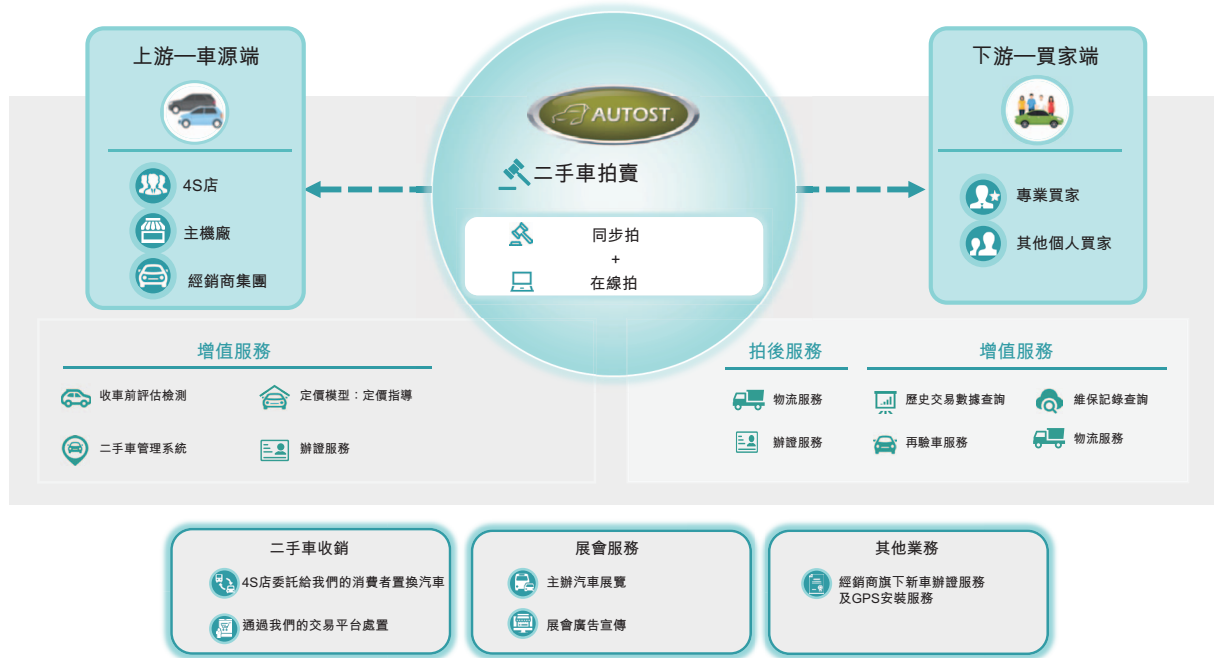 上游—車源端
4S店
主機廠
經銷商集團
AUTOST.
二手車拍賣
同步拍
+
在線拍
下游—買家端
專業買家
其他個人買家
增值服務
收車前評估檢測
定價模型：定價指導
二手車管理系統
辦證服務
拍後服務
物流服務
辦證服務
增值服務
歷史交易數據查詢
維保記錄查詢
再驗車服務
物流服務
二手車收銷
4S店委託給我們的消費者置換汽車
通過我們的交易平台處置
展會服務
主辦汽車展覽
展會廣告宣傳
其他業務
經銷商旗下新車辦證服務
及GPS安裝服務